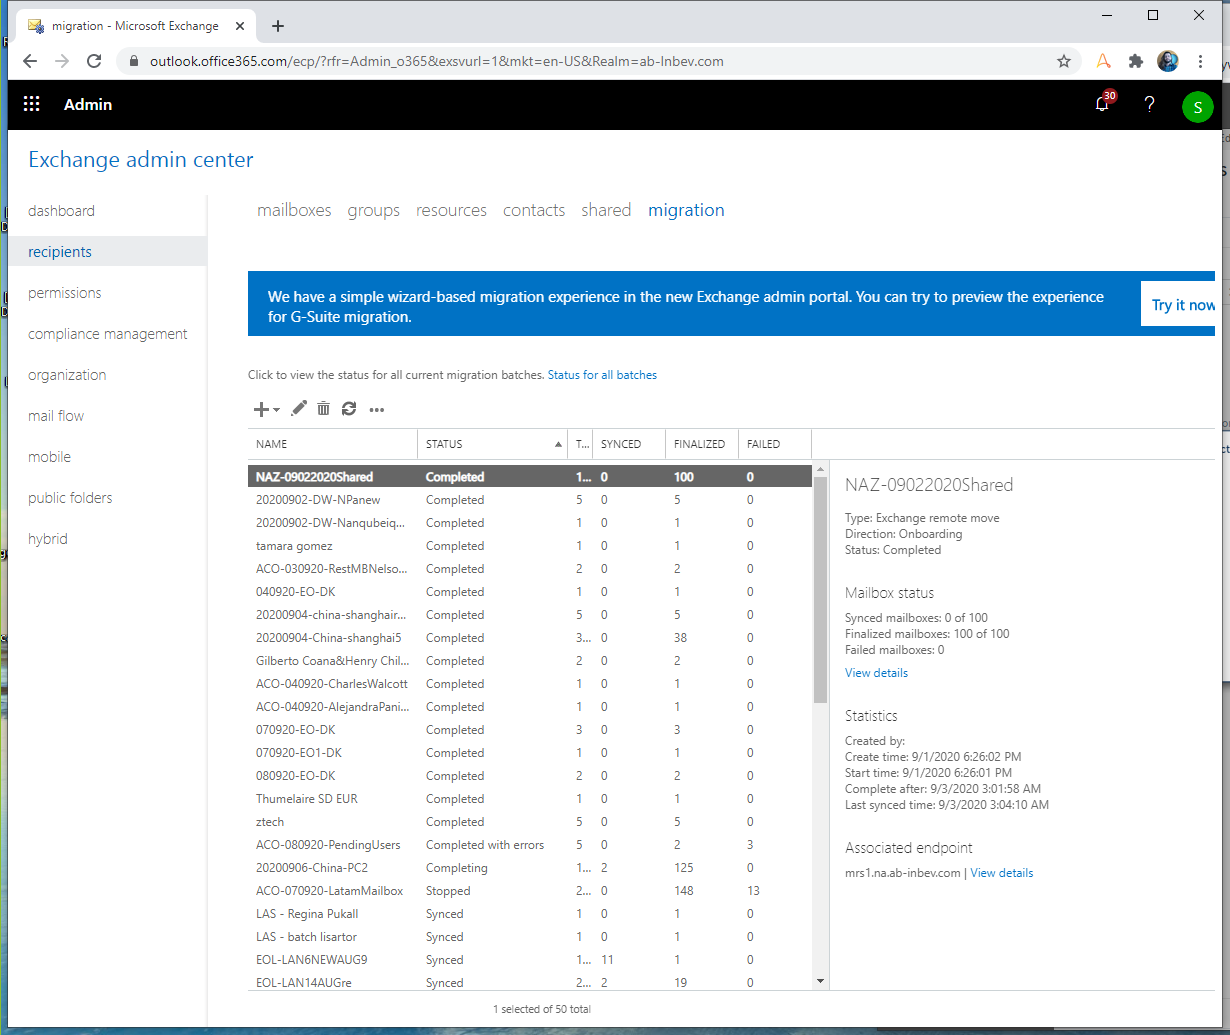 migration - Microsoft Exchange
outlook.office365.com/ecp/?rfr=Admin_o365&exsvurl=1&mkt=en-US&Realm=ab-Inbev.com
Admin
30
?
S
Exchange admin center
dashboard
recipients
permissions
compliance management
organization
mail flow
mobile
public folders
hybrid
mailboxes groups resources contacts shared migration
We have a simple wizard-based migration experience in the new Exchange admin portal. You can try to preview the experience
for G-Suite migration.
Try it now
Click to view the status for all current migration batches. Status for all batches
NAME STATUS T... SYNCED FINALIZED FAILED
NAZ-09022020Shared Completed 1... 0 100 0
20200902-DW-NPanew Completed 5 0 5 0
20200902-DW-Nanqubeiq... Completed 1 0 1 0
tamara gomez Completed 1 0 1 0
ACO-030920-RestMBNelso... Completed 2 0 2 0
040920-EO-DK Completed 1 0 1 0
20200904-china-shanghair... Completed 5 0 5 0
20200904-China-shanghai5 Completed 3... 0 38 0
Gilberto Coana&Henry Chil... Completed 2 0 2 0
ACO-040920-CharlesWalcott Completed 1 0 1 0
ACO-040920-AlejandraPani... Completed 1 0 1 0
070920-EO-DK Completed 3 0 3 0
070920-EO1-DK Completed 1 0 1 0
080920-EO-DK Completed 2 0 2 0
Thumelaire SD EUR Completed 1 0 1 0
ztech Completed 5 0 5 0
ACO-080920-PendingUsers Completed with errors 5 0 2 3
20200906-China-PC2 Completing 1... 2 125 0
ACO-070920-LatamMailbox Stopped 2... 0 148 13
LAS - Regina Pukall Synced 1 0 1 0
LAS - batch lisartor Synced 1 0 1 0
EOL-LAN6NEWAUG9 Synced 1... 11 1 0
EOL-LAN14AUGre Synced 2... 2 19 0
1 selected of 50 total
NAZ-09022020Shared
Type: Exchange remote move
Direction: Onboarding
Status: Completed
Mailbox status
Synced mailboxes: 0 of 100
Finalized mailboxes: 100 of 100
Failed mailboxes: 0
View details
Statistics
Created by:
Create time: 9/1/2020 6:26:02 PM
Start time: 9/1/2020 6:26:01 PM
Complete after: 9/3/2020 3:01:58 AM
Last synced time: 9/3/2020 3:04:10 AM
Associated endpoint
mrs1.na.ab-inbev.com | View details